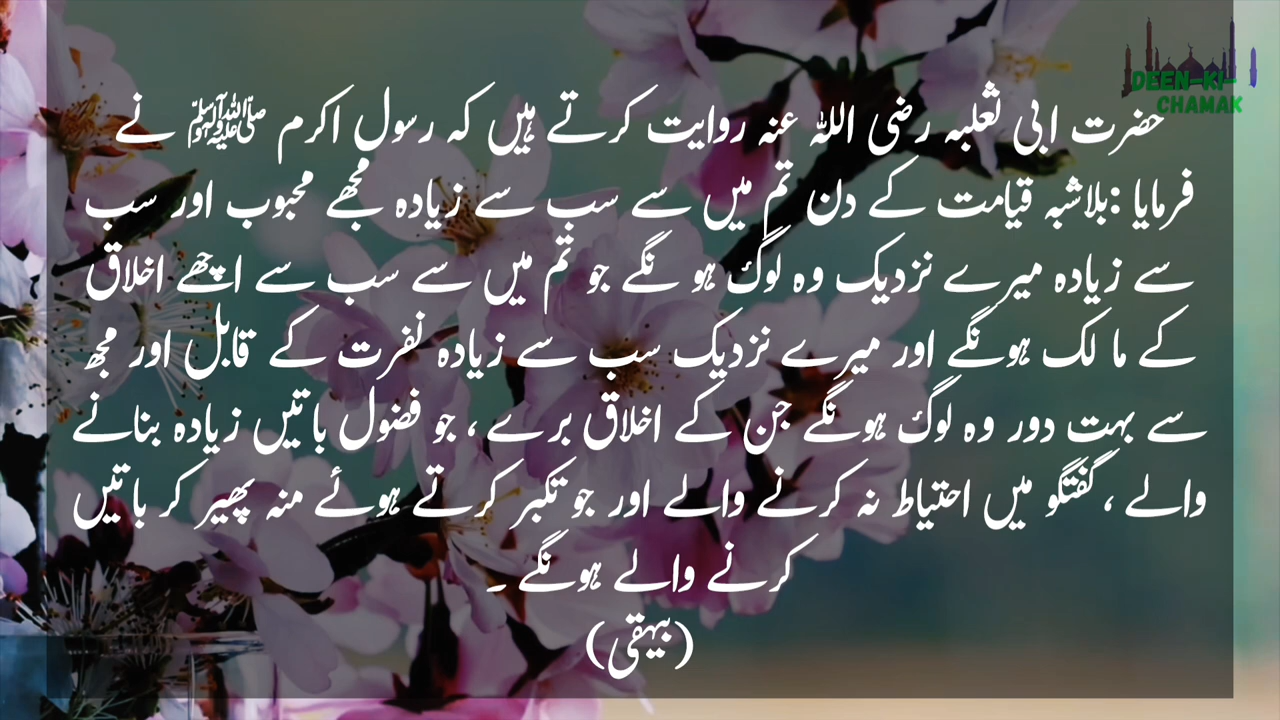 DEEN-KI-
CHAMAK
حضرت ابی ثعلبہ رضی اللہ عنہ روایت کرتے ہیں کہ رسول اکرم ﷺ نے
فرمایا :بلاشبہ قیامت کے دن تم میں سے سب سے زیادہ مجھے محبوب اور سب
سے زیادہ میرے نزدیک وہ لوگ ہو نگے جو تم میں سے سب سے اچھے اخلاق
کے ما لک ہونگے اور میرے نزدیک سب سے زیادہ نفرت کے قابل اور مجھ
سے بہت دور وہ لوگ ہونگے جن کے اخلاق برے ، جو فضول باتیں زیادہ بنانے
والے ، گفتگو میں احتیاط نہ کرنے والے اور جو تکبر کرتے ہوئے منہ پھیر کر باتیں
کرنے والے ہونگے ۔
(بیہقی)